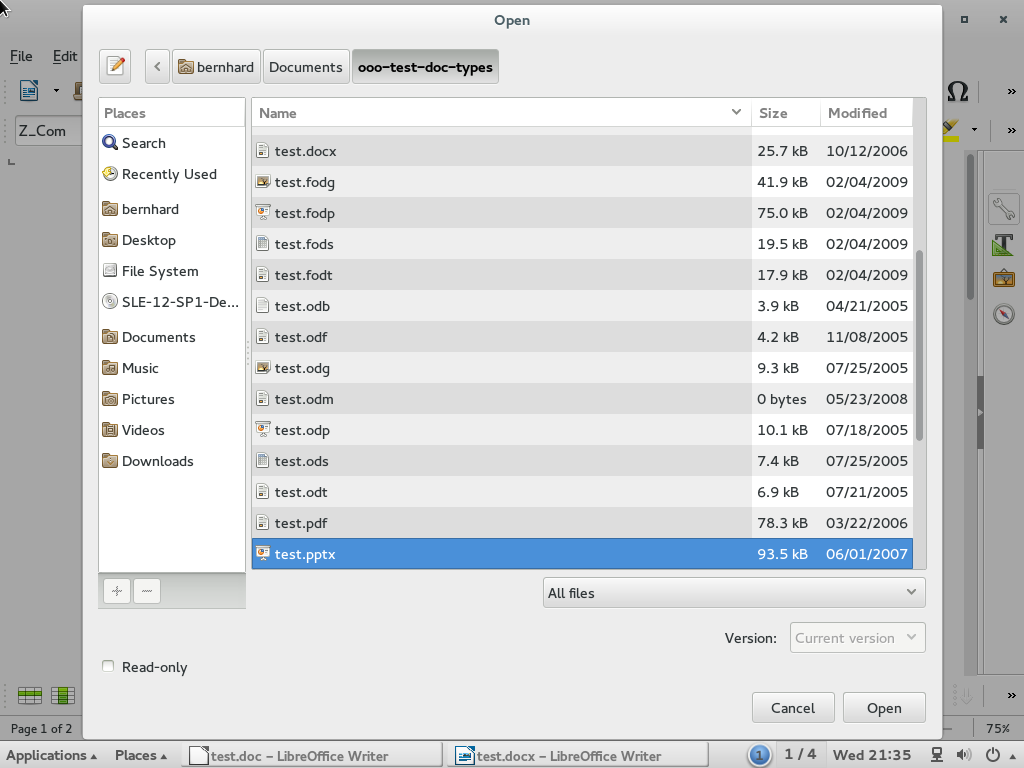 Open
File Edit
bernhard Documents ooo-test-doc-types
Z_Com
Places
Search
Recently Used
bernhard
Desktop
File System
SLE-12-SP1-De...
Documents
Music
Pictures
Videos
Downloads
Name Size Modified
test.docx 25.7 kB 10/12/2006
test.fodg 41.9 kB 02/04/2009
test.fodp 75.0 kB 02/04/2009
test.fods 19.5 kB 02/04/2009
test.fodt 17.9 kB 02/04/2009
test.odb 3.9 kB 04/21/2005
test.odf 4.2 kB 11/08/2005
test.odg 9.3 kB 07/25/2005
test.odm 0 bytes 05/23/2008
test.odp 10.1 kB 07/18/2005
test.ods 7.4 kB 07/25/2005
test.odt 6.9 kB 07/21/2005
test.pdf 78.3 kB 03/22/2006
test.pptx 93.5 kB 06/01/2007
All files
Version: Current version
Read-only
Cancel Open
Page 1 of 2 75%
Applications Places test.doc – LibreOffice Writer test.docx – LibreOffice Writer 1 1 / 4 Wed 21:35